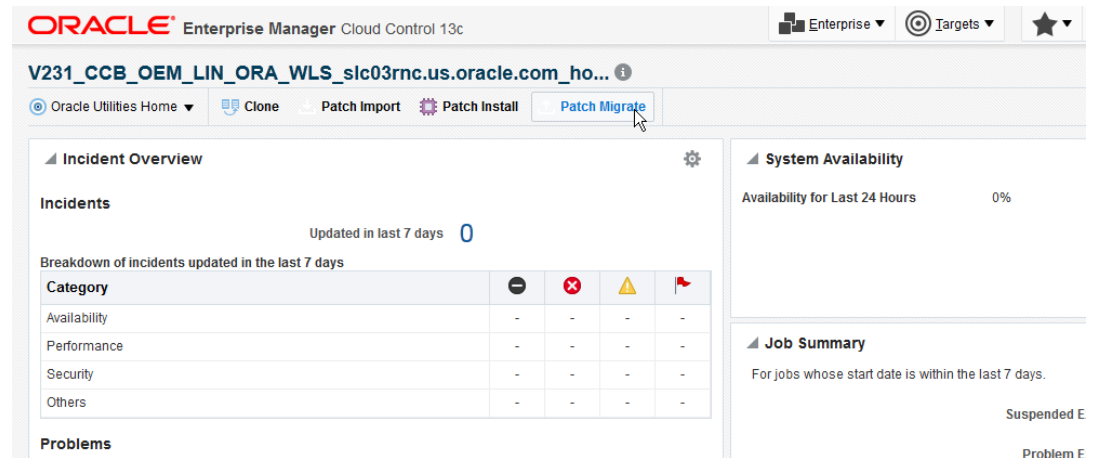 ORACLE Enterprise Manager Cloud Control 13c
Enterprise
Targets
V231_CCB_OEM_LIN_ORA_WLS_slc03rnc.us.oracle.com_ho...
Oracle Utilities Home
Clone
Patch Import
Patch Install
Patch Migrate
Incident Overview
Incidents
Updated in last 7 days 0
Breakdown of incidents updated in the last 7 days
Category
Availability - - - -
Performance - - - -
Security - - - -
Others - - - -
Problems
System Availability
Availability for Last 24 Hours 0%
Job Summary
For jobs whose start date is within the last 7 days.
Suspended E
Problem E